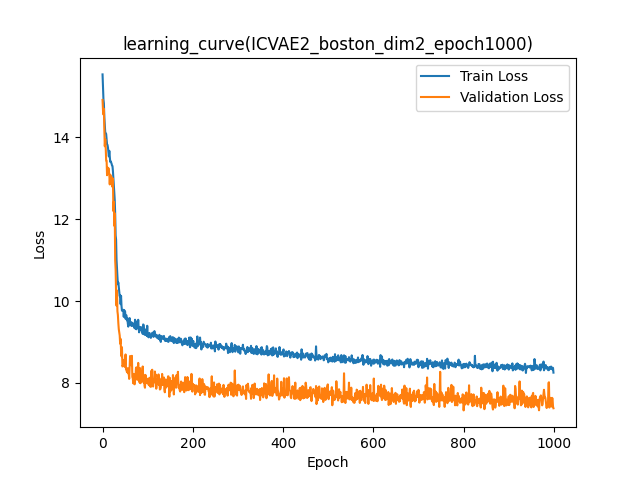 learning_curve(ICVAE2_boston_dim2_epoch1000)
Train Loss
Validation Loss
Loss
14
12
10
8
0 200 400 600 800 1000
Epoch